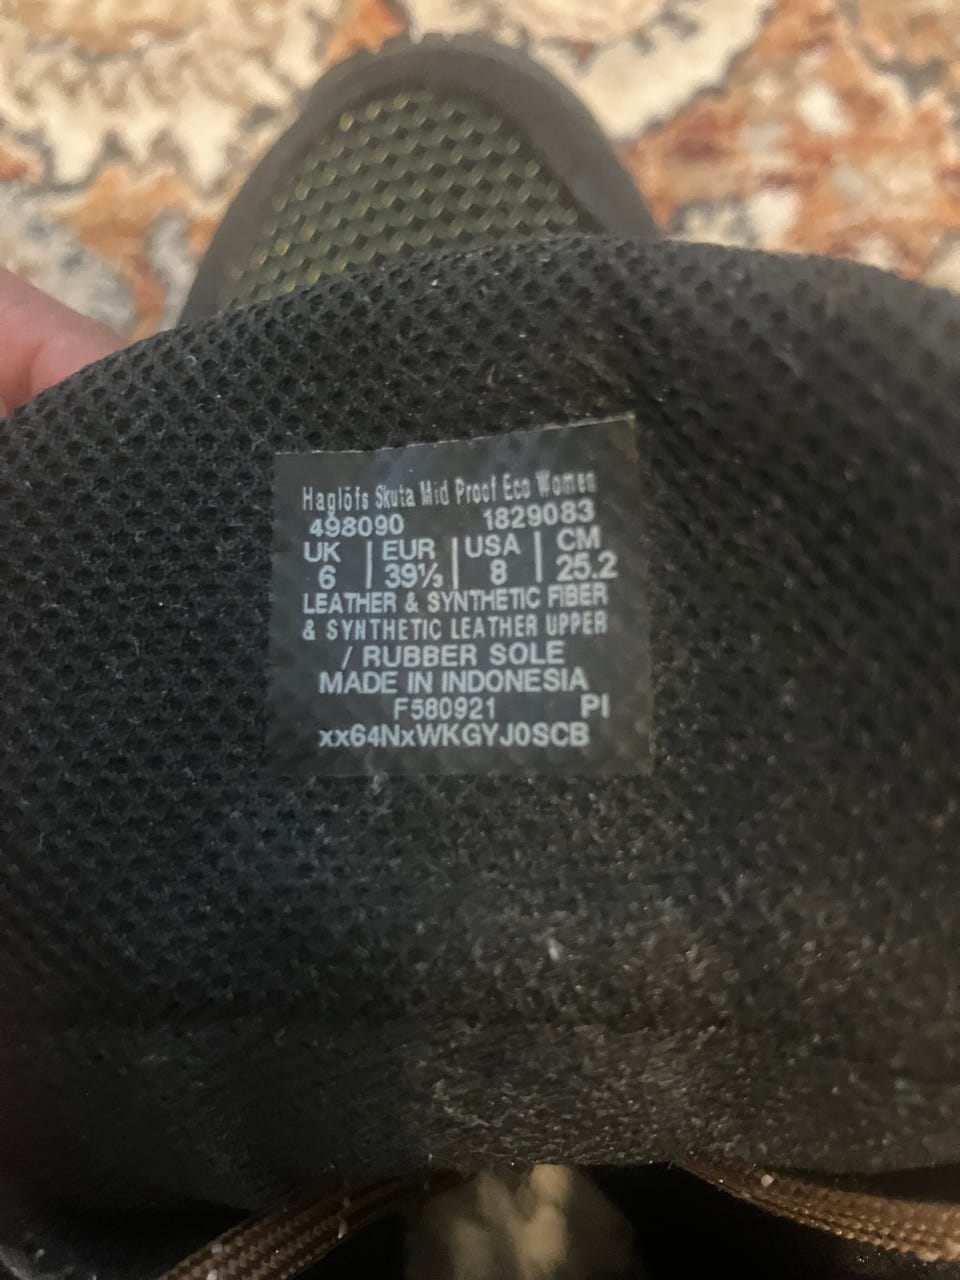 Haglöfs Skuta Mid Proof Eco Women
498090 1829083
UK | EUR | USA | CM
6 | 39⅓ | 8 | 25.2
LEATHER & SYNTHETIC FIBER
& SYNTHETIC LEATHER UPPER
/ RUBBER SOLE
MADE IN INDONESIA
F580921 PI
xx64NxWKGYJ0SCB